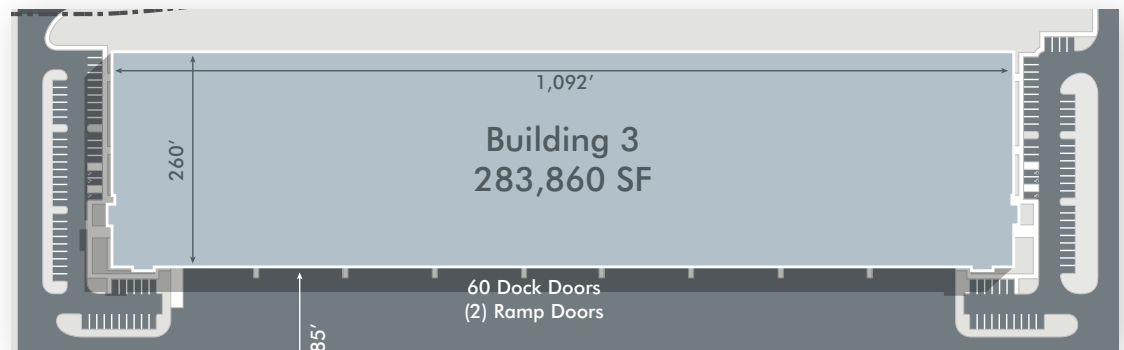 1,092’
260’
Building 3
283,860 SF
60 Dock Doors
(2) Ramp Doors